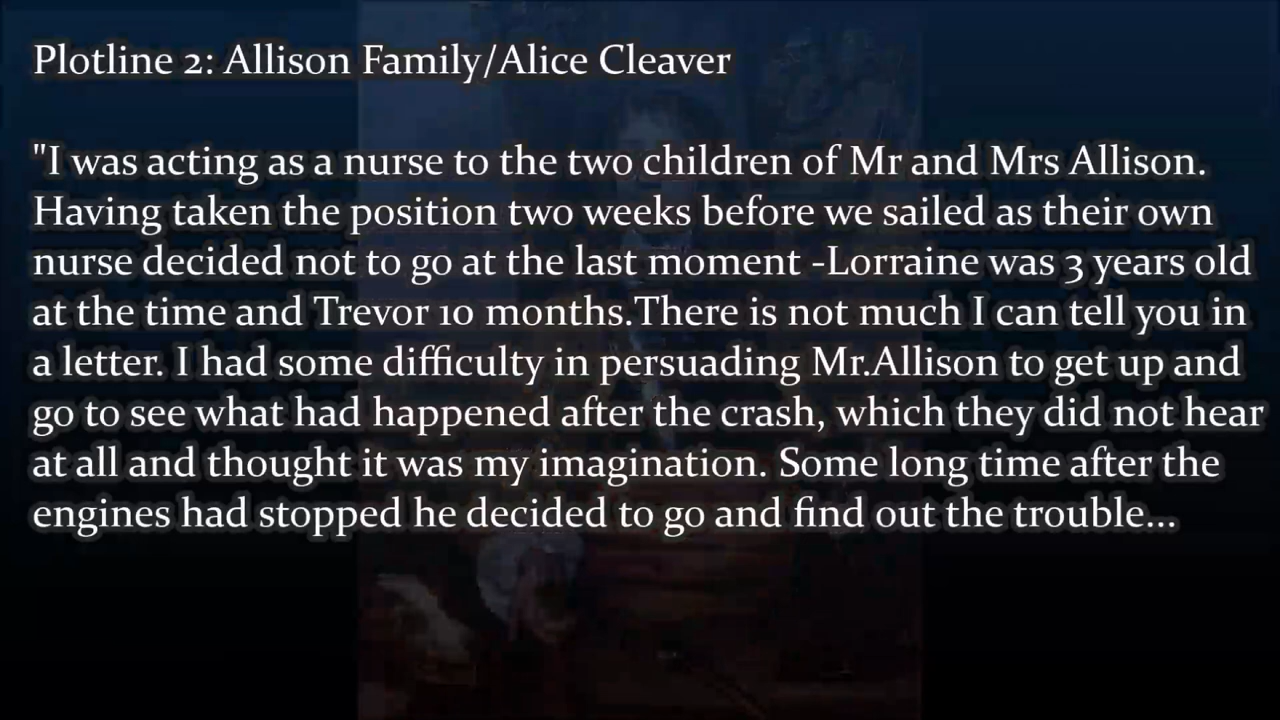 Plotline 2: Allison Family/Alice Cleaver
"I was acting as a nurse to the two children of Mr and Mrs Allison.
Having taken the position two weeks before we sailed as their own
nurse decided not to go at the last moment -Lorraine was 3 years old
at the time and Trevor 10 months.There is not much I can tell you in
a letter. I had some difficulty in persuading Mr.Allison to get up and
go to see what had happened after the crash, which they did not hear
at all and thought it was my imagination. Some long time after the
engines had stopped he decided to go and find out the trouble...